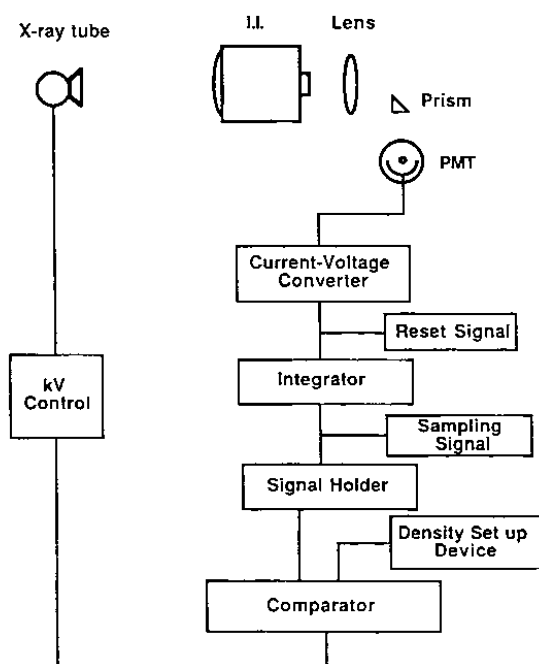 X-ray tube
I.I.
Lens
Prism
PMT
Current-Voltage
Converter
Reset Signal
Integrator
kV
Control
Sampling
Signal
Signal Holder
Density Set up
Device
Comparator